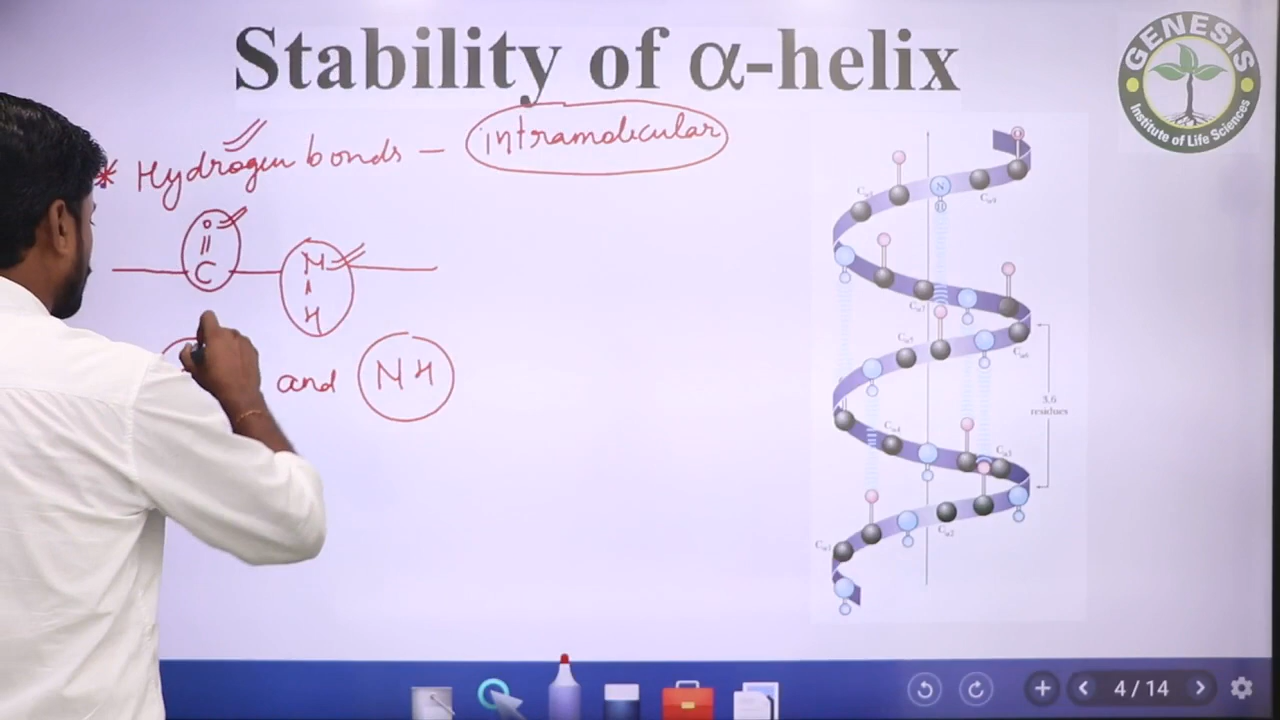 Stability of α-helix
GENESIS
Institute of Life Sciences
* Hydrogen bonds — intramolecular
O
||
C
N
H
and NH
N
H
3.6
residues
4 / 14